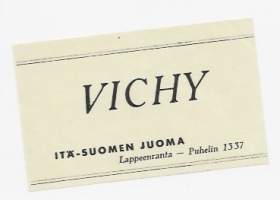 VICHY
ITÄ-SUOMEN JUOMA
Lappeenranta — Puhelin 1337